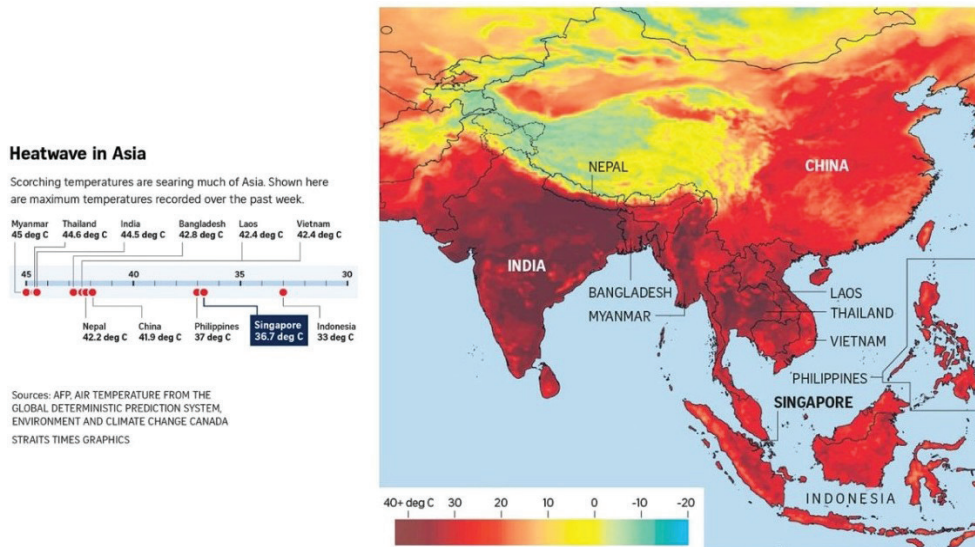 Heatwave in Asia
Scorching temperatures are searing much of Asia. Shown here
are maximum temperatures recorded over the past week.
Myanmar Thailand India Bangladesh Laos Vietnam
45 deg C 44.6 deg C 44.5 deg C 42.8 deg C 42.4 deg C 42.4 deg C
45 40 35 30
Nepal China Philippines Singapore Indonesia
42.2 deg C 41.9 deg C 37 deg C 36.7 deg C 33 deg C
Sources: AFP, AIR TEMPERATURE FROM THE
GLOBAL DETERMINISTIC PREDICTION SYSTEM,
ENVIRONMENT AND CLIMATE CHANGE CANADA
STRAITS TIMES GRAPHICS
NEPAL
CHINA
INDIA
BANGLADESH
MYANMAR
LAOS
THAILAND
VIETNAM
PHILIPPINES
SINGAPORE
INDONESIA
40+ deg C 30 20 10 0 -10 -20